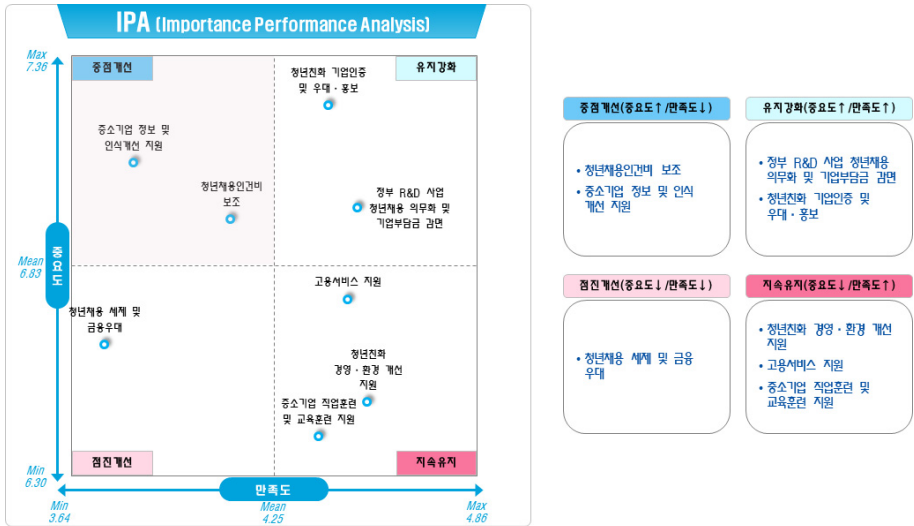 IPA (Importance Performance Analysis)
Max
7.36
중점개선
유지강화
청년친화 기업인증
및 우대·홍보
중소기업 정보 및
인식개선 지원
청년채용인건비
보조
정부 R&D 사업
청년채용 의무화 및
기업부담금 감면
중요도
Mean
6.83
고용서비스 지원
청년채용 세제 및
금융우대
청년친화
경영·환경 개선
지원
중소기업 직업훈련
및 교육훈련 지원
점진개선
지속유지
Min
6.30
만족도
Min
3.64
Mean
4.25
Max
4.86
중점개선(중요도↑/만족도↓)
• 청년채용인건비 보조
• 중소기업 정보 및 인식
개선 지원
유지강화(중요도↑/만족도↑)
• 정부 R&D 사업 청년채용
의무화 및 기업부담금 감면
• 청년친화 기업인증 및
우대·홍보
점진개선(중요도↓/만족도↓)
• 청년채용 세제 및 금융
우대
지속유지(중요도↓/만족도↑)
• 청년친화 경영·환경 개선
지원
• 고용서비스 지원
• 중소기업 직업훈련 및
교육훈련 지원